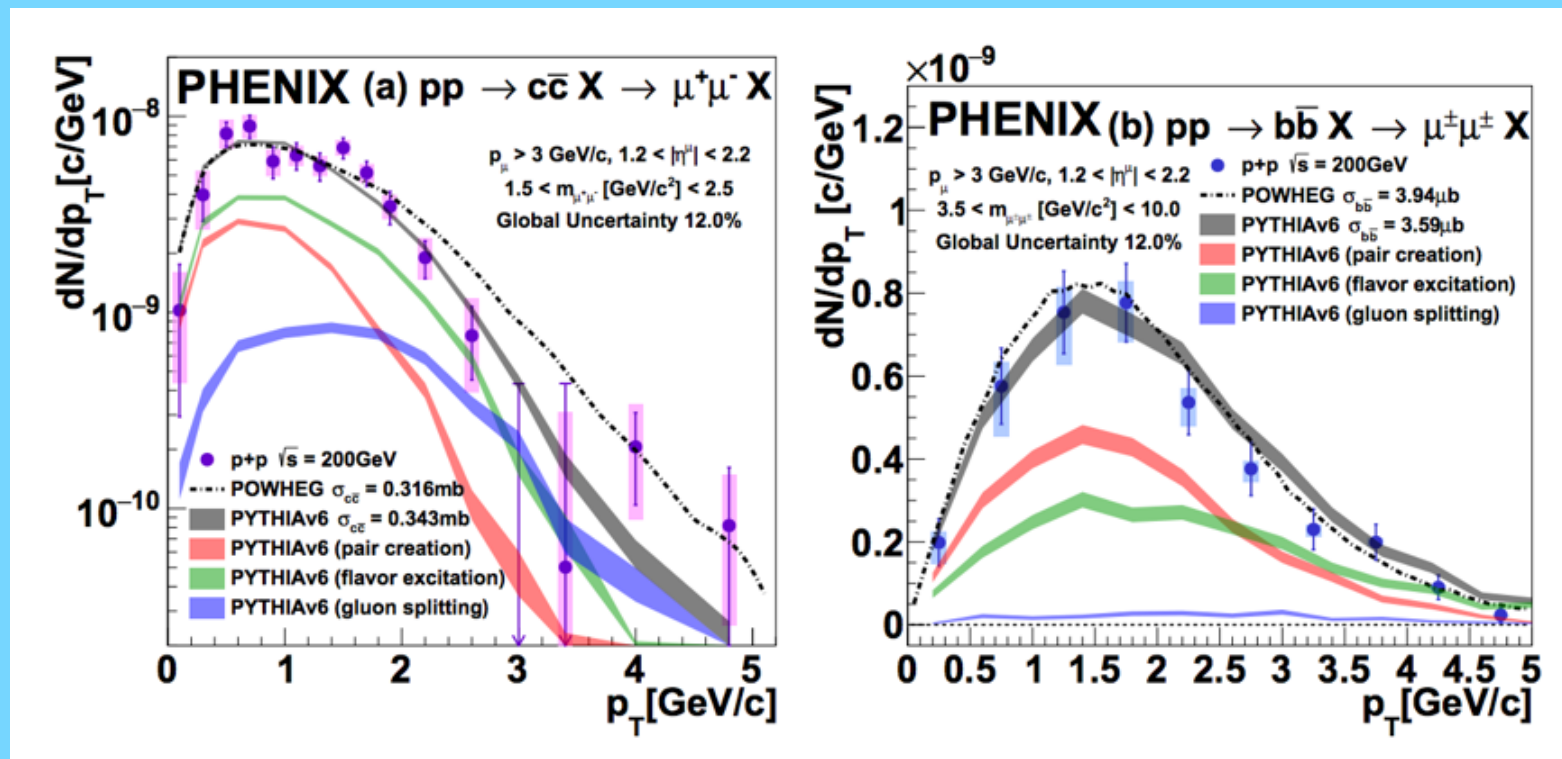 PHENIX (a) pp → cc̄ X → μ⁺μ⁻ X
dN/dp_T [c/GeV]
p_μ > 3 GeV/c, 1.2 < |η^μ| < 2.2
1.5 < m_μ⁺μ⁻ [GeV/c²] < 2.5
Global Uncertainty 12.0%
10⁻⁸
10⁻⁹
10⁻¹⁰
p+p √s = 200GeV
POWHEG σ_cc̄ = 0.316mb
PYTHIAv6 σ_cc̄ = 0.343mb
PYTHIAv6 (pair creation)
PYTHIAv6 (flavor excitation)
PYTHIAv6 (gluon splitting)
0 1 2 3 4 5
p_T[GeV/c]
×10⁻⁹
PHENIX (b) pp → bb̄ X → μ±μ± X
dN/dp_T [c/GeV]
p_μ > 3 GeV/c, 1.2 < |η^μ| < 2.2
3.5 < m_μ±μ± [GeV/c²] < 10.0
Global Uncertainty 12.0%
p+p √s = 200GeV
POWHEG σ_bb̄ = 3.94μb
PYTHIAv6 σ_bb̄ = 3.59μb
PYTHIAv6 (pair creation)
PYTHIAv6 (flavor excitation)
PYTHIAv6 (gluon splitting)
1.2
1
0.8
0.6
0.4
0.2
0
0 0.5 1 1.5 2 2.5 3 3.5 4 4.5 5
p_T[GeV/c]